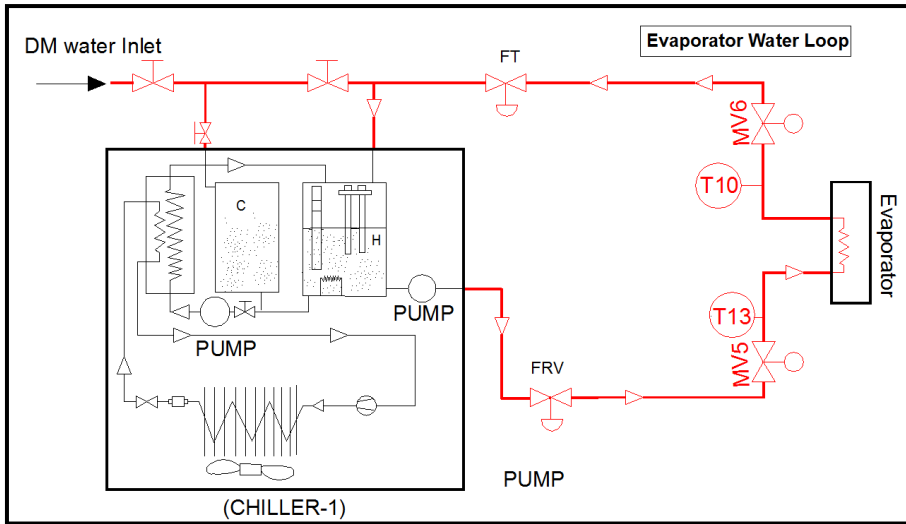 DM water Inlet
FT
Evaporator Water Loop
MV6
T10
C
H
Evaporator
PUMP
PUMP
T13
MV5
FRV
PUMP
(CHILLER-1)